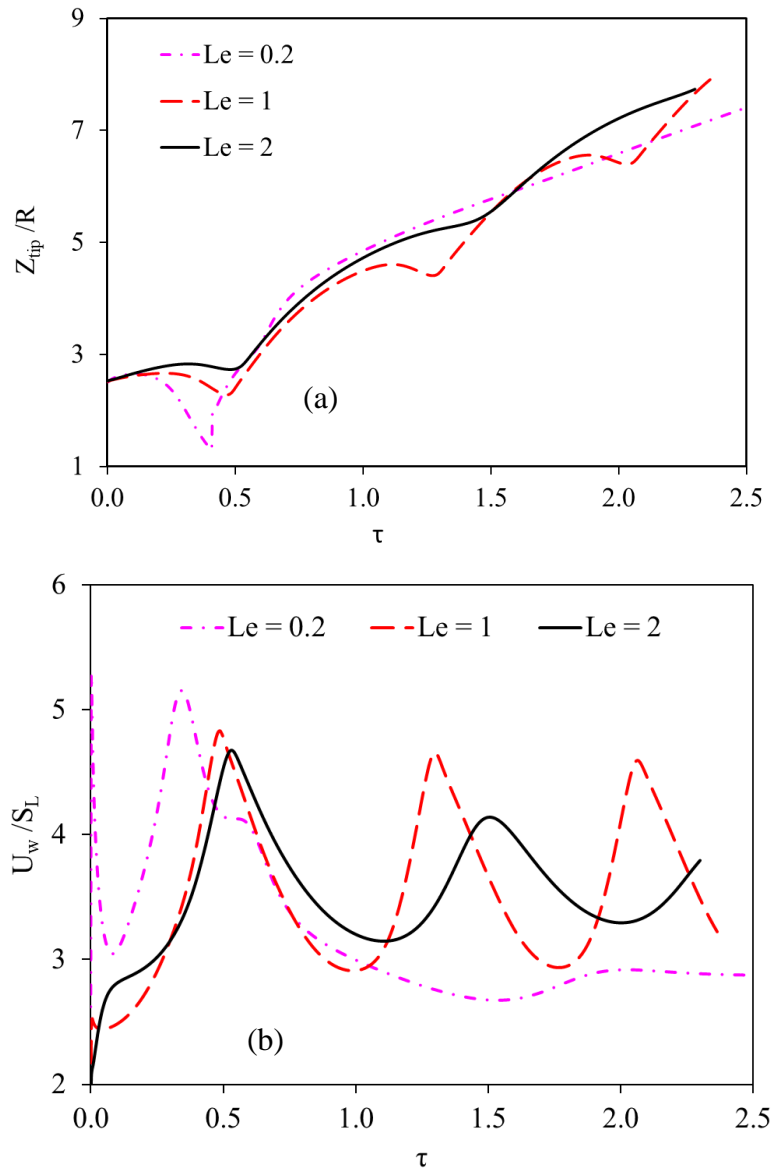 9
7
5
3
1
Z_tip /R
Le = 0.2
Le = 1
Le = 2
(a)
0.0 0.5 1.0 1.5 2.0 2.5
τ
6
5
4
3
2
U_w /S_L
Le = 0.2 Le = 1 Le = 2
(b)
0.0 0.5 1.0 1.5 2.0 2.5
τ